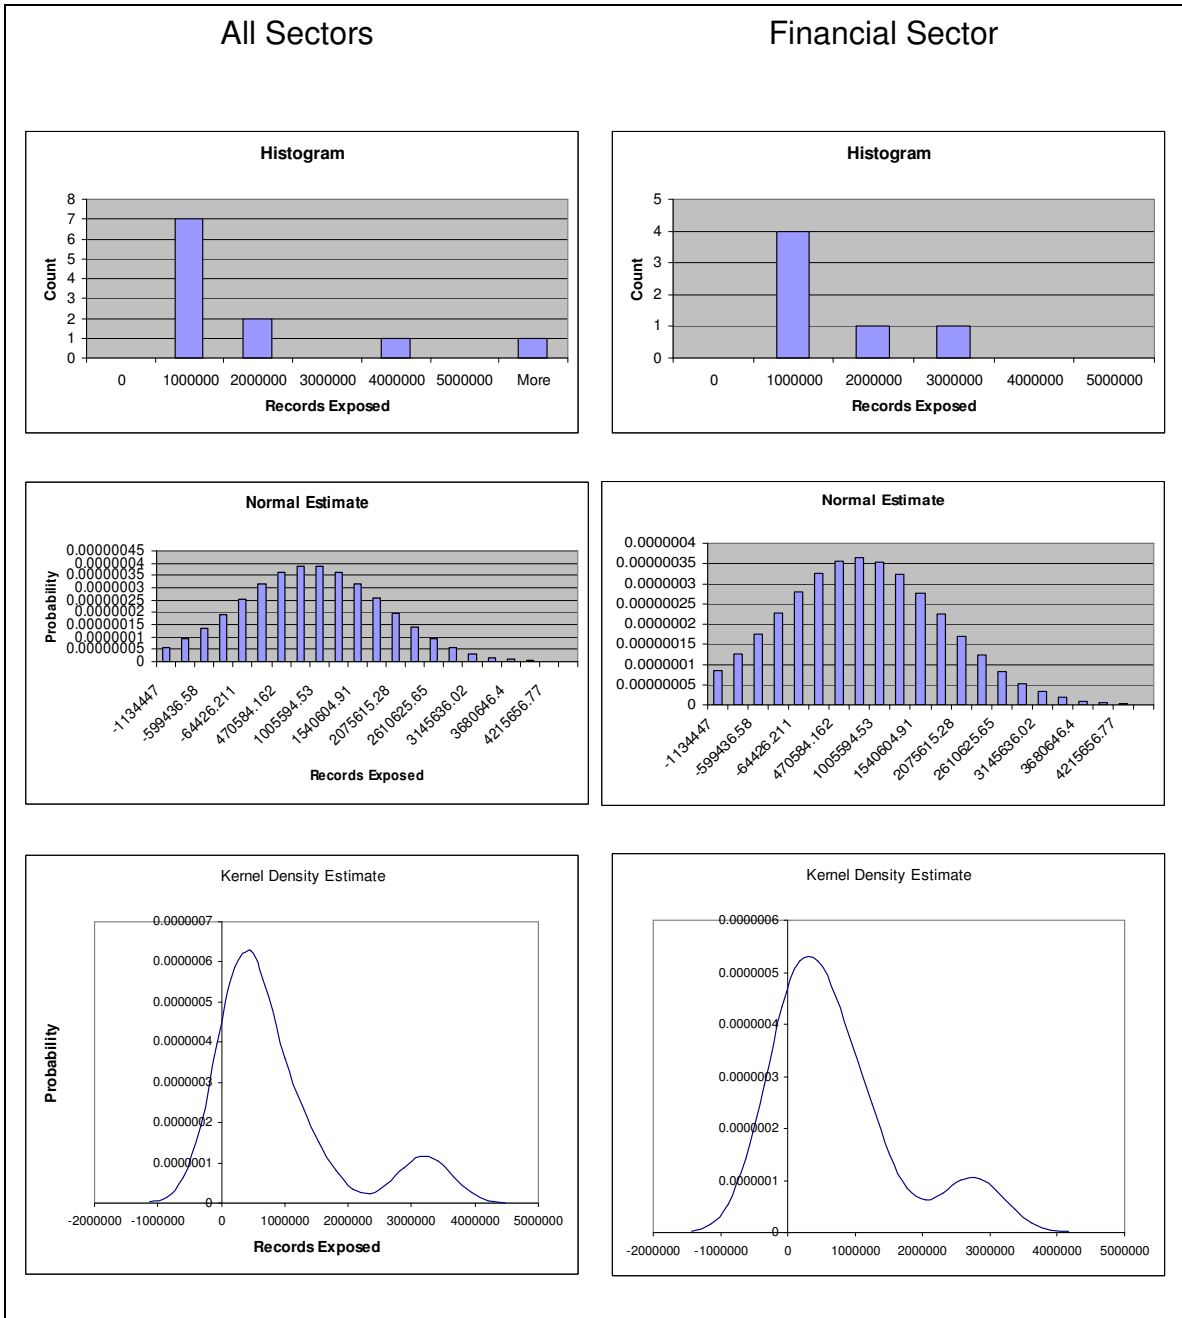 All Sectors
Financial Sector
Histogram
8
7
6
5
4
3
2
1
0
Count
0 1000000 2000000 3000000 4000000 5000000 More
Records Exposed
Histogram
5
4
3
2
1
0
Count
0 1000000 2000000 3000000 4000000 5000000
Records Exposed
Normal Estimate
0.00000045
0.0000004
0.00000035
0.0000003
0.00000025
0.0000002
0.00000015
0.0000001
0.00000005
0
Probability
-1134447 -599436.58 -64426.211 470584.162 1005594.53 1540604.91 2075615.28 2610625.65 3145636.02 3680646.4 4215656.77
Records Exposed
Normal Estimate
0.0000004
0.00000035
0.0000003
0.00000025
0.0000002
0.00000015
0.0000001
0.00000005
0
-1134447 -599436.58 -64426.211 470584.162 1005594.53 1540604.91 2075615.28 2610625.65 3145636.02 3680646.4 4215656.77
Kernel Density Estimate
0.0000007
0.0000006
0.0000005
0.0000004
0.0000003
0.0000002
0.0000001
0
Probability
-2000000 -1000000 0 1000000 2000000 3000000 4000000 5000000
Records Exposed
Kernel Density Estimate
0.0000006
0.0000005
0.0000004
0.0000003
0.0000002
0.0000001
0
-2000000 -1000000 0 1000000 2000000 3000000 4000000 5000000